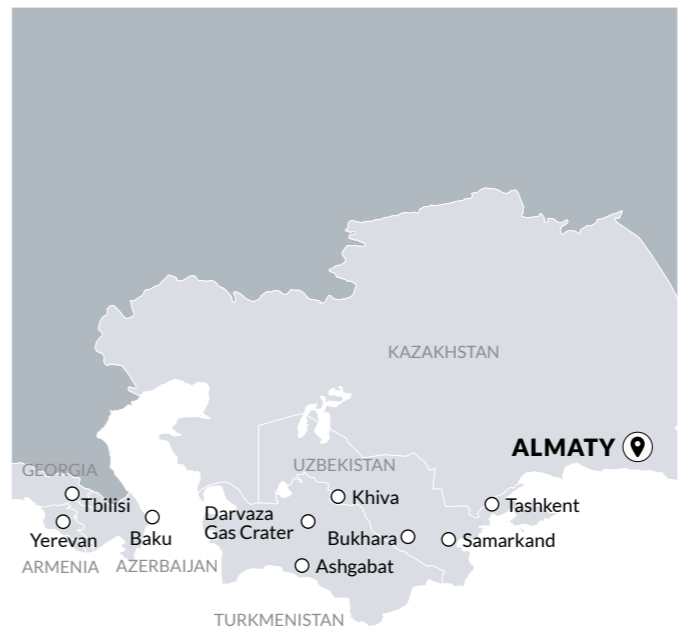 KAZAKHSTAN
ALMATY
GEORGIA
UZBEKISTAN
Tbilisi
Khiva
Tashkent
Darvaza
Gas Crater
Yerevan
Baku
Bukhara
Samarkand
ARMENIA
AZERBAIJAN
Ashgabat
TURKMENISTAN